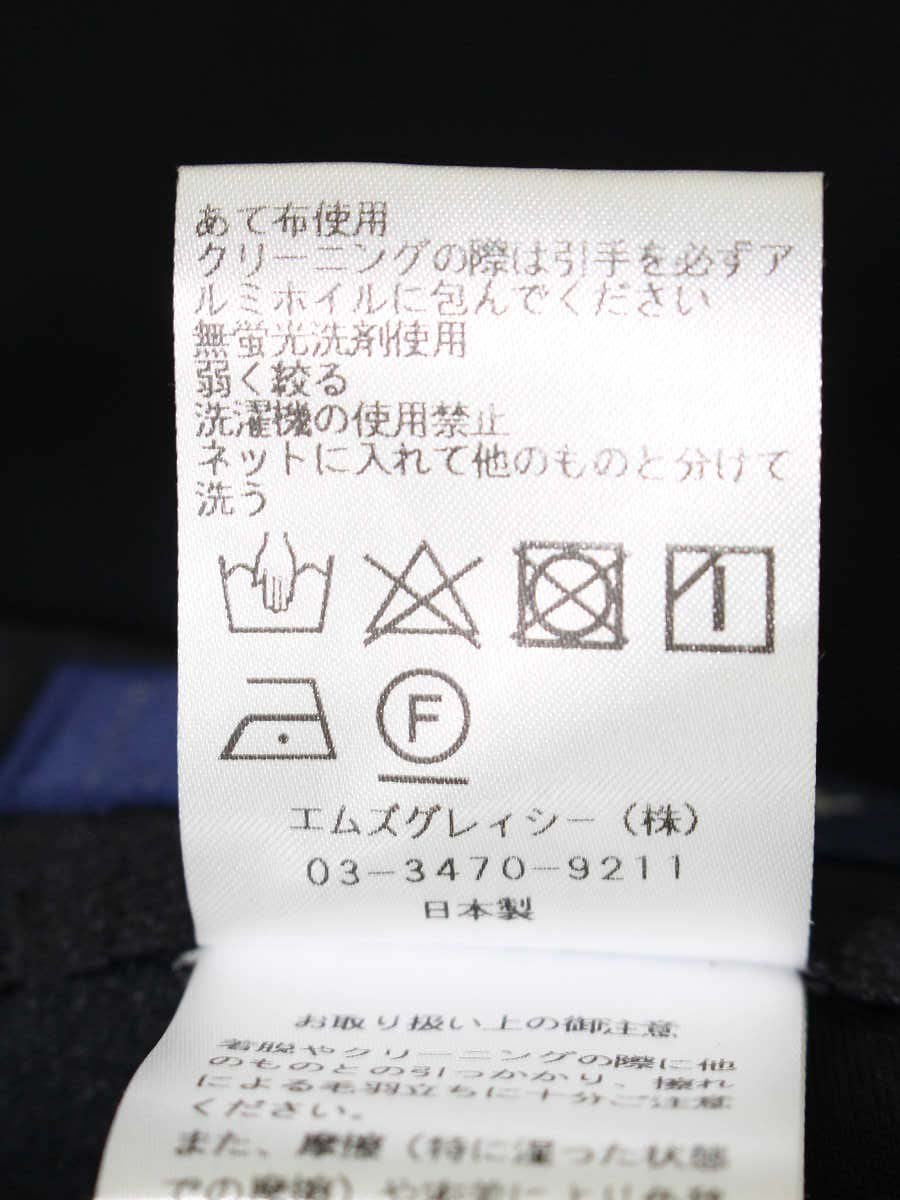 あて布使用
クリーニングの際は引手を必ずア
ルミホイルに包んでください
無蛍光洗剤使用
弱く絞る
洗濯機の使用禁止
ネットに入れて他のものと分けて
洗う
F
エムズグレイシー（株）
03-3470-9211
日本製
お取り扱い上の御注意
着脱やクリーニングの際に他
のものとの引っかかり、擦れ
による毛羽立ちに十分ご注意
ください。
また、摩擦（特に湿った状態
での摩擦）や